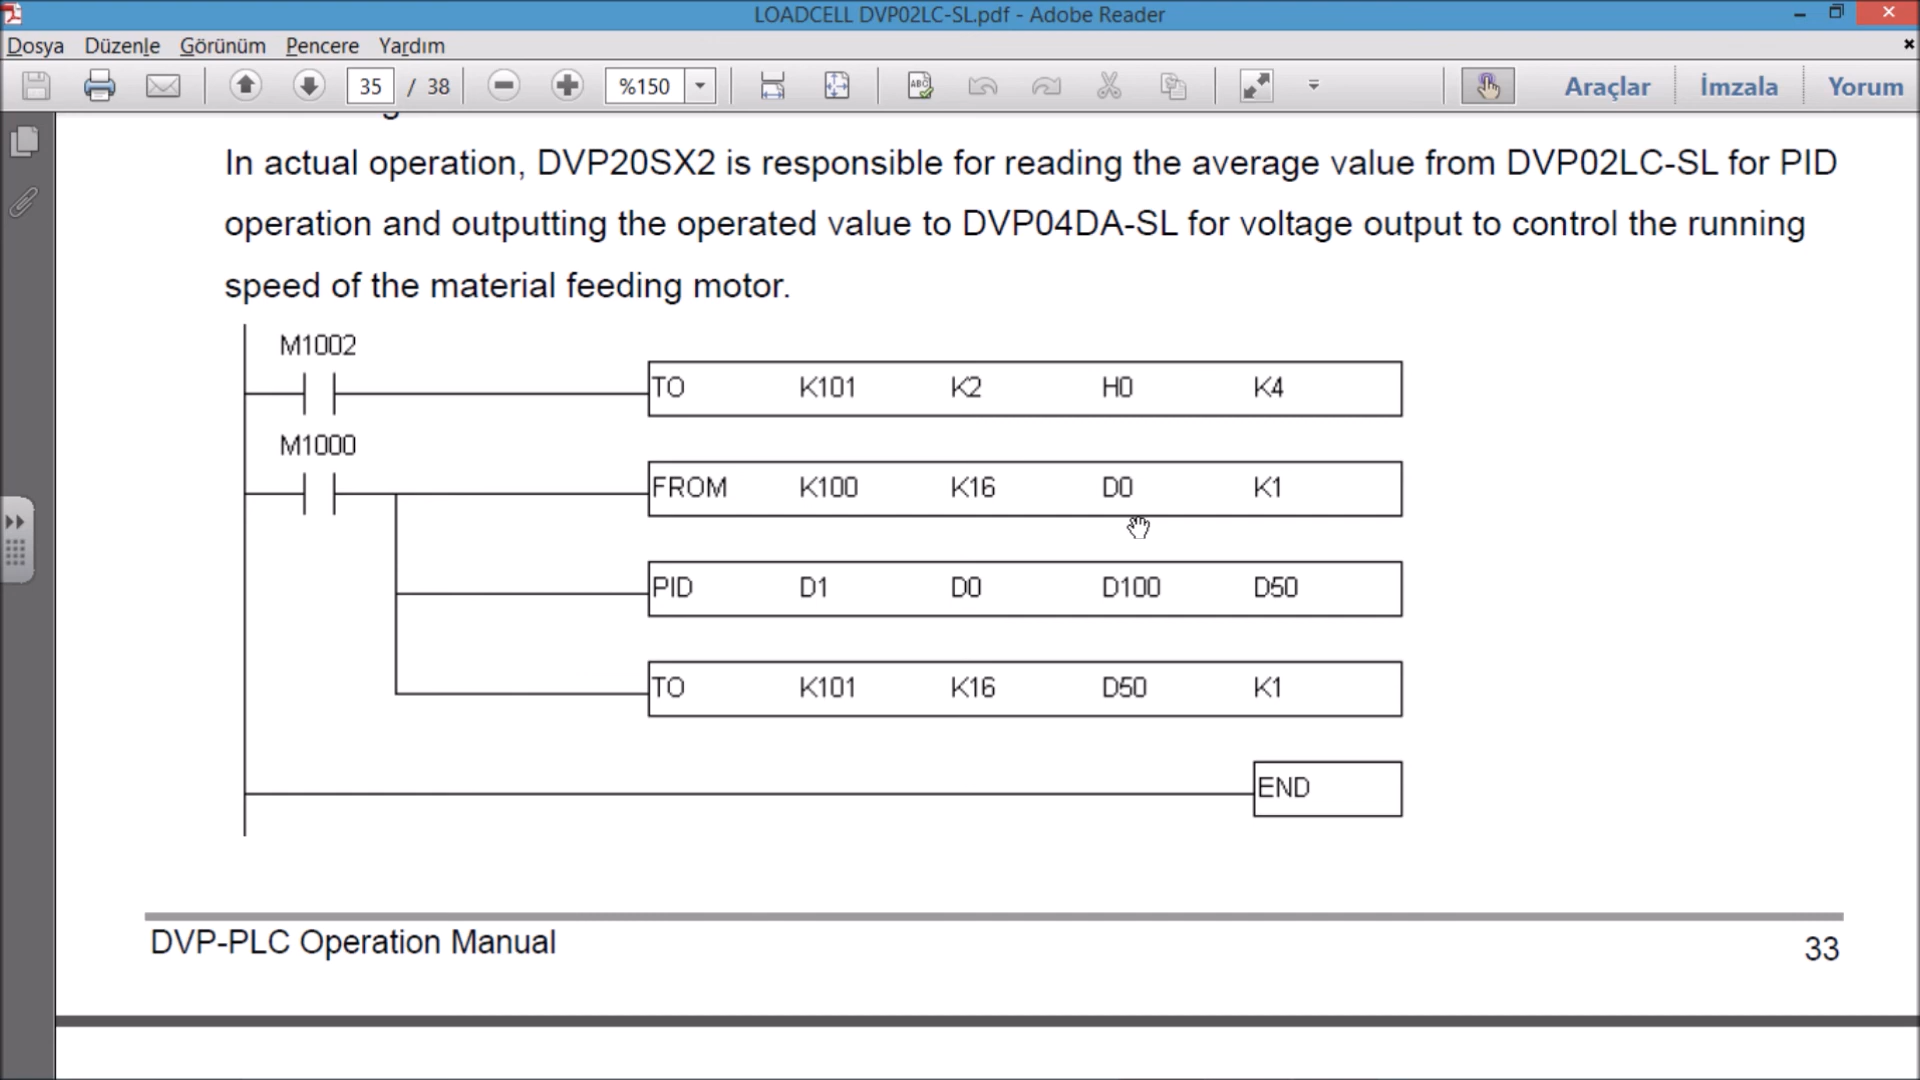 LOADCELL DVP02LC-SL.pdf - Adobe Reader
Dosya Düzenle Görünüm Pencere Yardım
35 / 38 %150 ABC Araçlar İmzala Yorum
In actual operation, DVP20SX2 is responsible for reading the average value from DVP02LC-SL for PID
operation and outputting the operated value to DVP04DA-SL for voltage output to control the running
speed of the material feeding motor.
M1002
TO K101 K2 H0 K4
M1000
FROM K100 K16 D0 K1
PID D1 D0 D100 D50
TO K101 K16 D50 K1
END
DVP-PLC Operation Manual
33